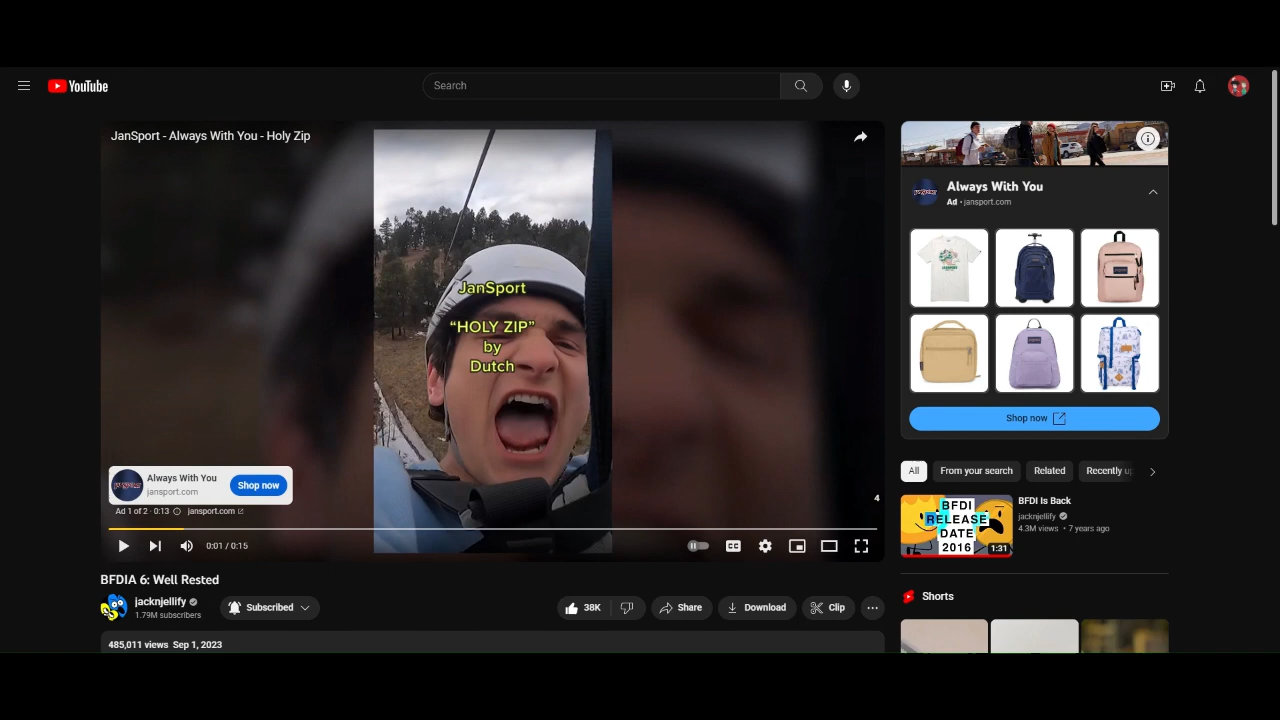 YouTube
Search
JanSport - Always With You - Holy Zip
JanSport
“HOLY ZIP”
by
Dutch
Always With You
jansport.com
Shop now
Ad 1 of 2 · 0:13
jansport.com
4
0:01 / 0:15
CC
BFDIA 6: Well Rested
jacknjellify
1.79M subscribers
Subscribed
38K
Share
Download
Clip
485,011 views Sep 1, 2023
Always With You
Ad · jansport.com
Shop now
All
From your search
Related
Recently u
BFDI
RELEASE
DATE
2016
1:31
BFDI Is Back
jacknjellify
4.3M views · 7 years ago
Shorts